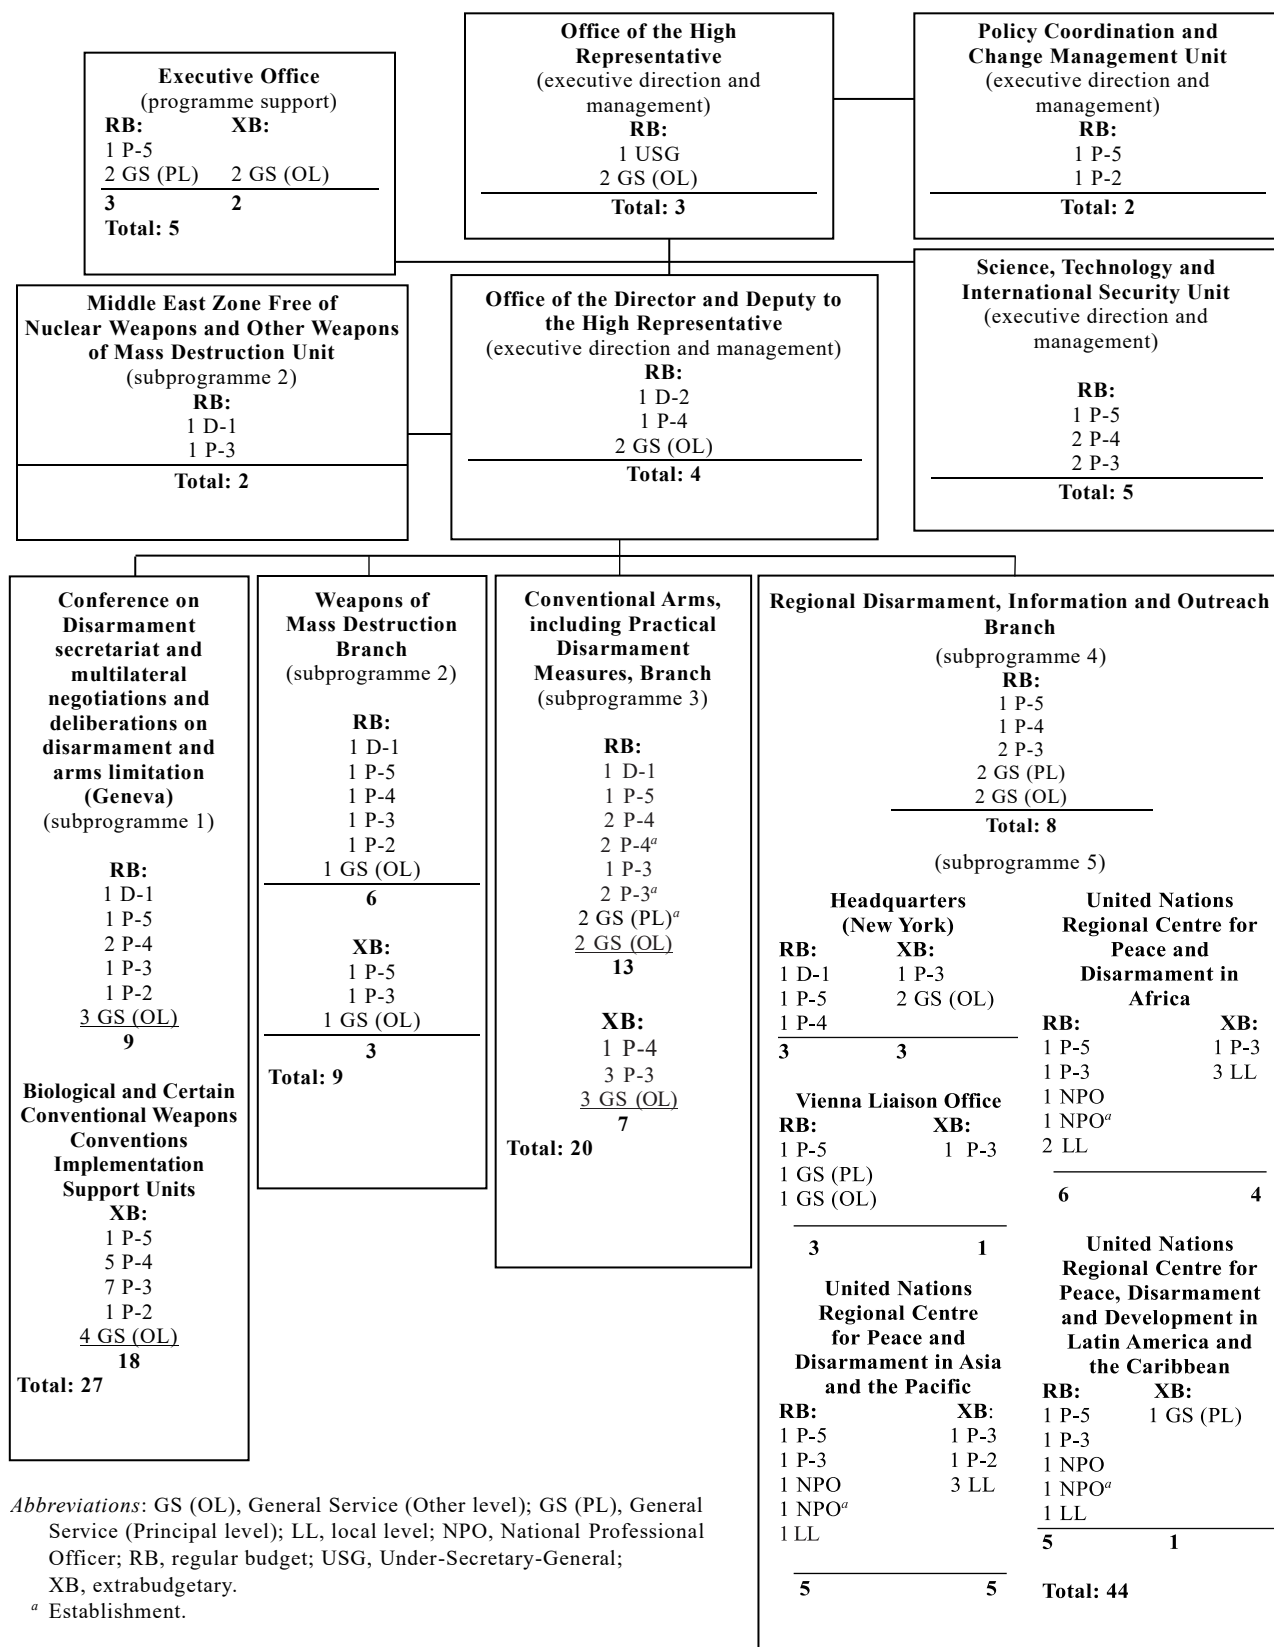 Executive Office
(programme support)
RB: XB:
1 P-5
2 GS (PL) 2 GS (OL)
3 2
Total: 5
Office of the High
Representative
(executive direction and
management)
RB:
1 USG
2 GS (OL)
Total: 3
Policy Coordination and
Change Management Unit
(executive direction and
management)
RB:
1 P-5
1 P-2
Total: 2
Middle East Zone Free of
Nuclear Weapons and Other Weapons
of Mass Destruction Unit
(subprogramme 2)
RB:
1 D-1
1 P-3
Total: 2
Office of the Director and Deputy to
the High Representative
(executive direction and management)
RB:
1 D-2
1 P-4
2 GS (OL)
Total: 4
Science, Technology and
International Security Unit
(executive direction and
management)
RB:
1 P-5
2 P-4
2 P-3
Total: 5
Conference on
Disarmament
secretariat and
multilateral
negotiations and
deliberations on
disarmament and
arms limitation
(Geneva)
(subprogramme 1)
RB:
1 D-1
1 P-5
2 P-4
1 P-3
1 P-2
3 GS (OL)
9
Biological and Certain
Conventional Weapons
Conventions
Implementation
Support Units
XB:
1 P-5
5 P-4
7 P-3
1 P-2
4 GS (OL)
18
Total: 27
Weapons of
Mass Destruction
Branch
(subprogramme 2)
RB:
1 D-1
1 P-5
1 P-4
1 P-3
1 P-2
1 GS (OL)
6
XB:
1 P-5
1 P-3
1 GS (OL)
3
Total: 9
Conventional Arms,
including Practical
Disarmament
Measures, Branch
(subprogramme 3)
RB:
1 D-1
1 P-5
2 P-4
2 P-4a
1 P-3
2 P-3a
2 GS (PL)a
2 GS (OL)
13
XB:
1 P-4
3 P-3
3 GS (OL)
7
Total: 20
Regional Disarmament, Information and Outreach
Branch
(subprogramme 4)
RB:
1 P-5
1 P-4
2 P-3
2 GS (PL)
2 GS (OL)
Total: 8
(subprogramme 5)
Headquarters
(New York)
RB: XB:
1 D-1 1 P-3
1 P-5 2 GS (OL)
1 P-4
3 3
Vienna Liaison Office
RB: XB:
1 P-5 1 P-3
1 GS (PL)
1 GS (OL)
3 1
United Nations
Regional Centre
for Peace and
Disarmament in Asia
and the Pacific
RB: XB:
1 P-5 1 P-3
1 P-3 1 P-2
1 NPO 3 LL
1 NPOa
1 LL
5 5
United Nations
Regional Centre for
Peace and
Disarmament in
Africa
RB: XB:
1 P-5 1 P-3
1 P-3 3 LL
1 NPO
1 NPOa
2 LL
6 4
United Nations
Regional Centre for
Peace, Disarmament
and Development in
Latin America and
the Caribbean
RB: XB:
1 P-5 1 GS (PL)
1 P-3
1 NPO
1 NPOa
1 LL
5 1
Total: 44
Abbreviations: GS (OL), General Service (Other level); GS (PL), General
Service (Principal level); LL, local level; NPO, National Professional
Officer; RB, regular budget; USG, Under-Secretary-General;
XB, extrabudgetary.
a Establishment.